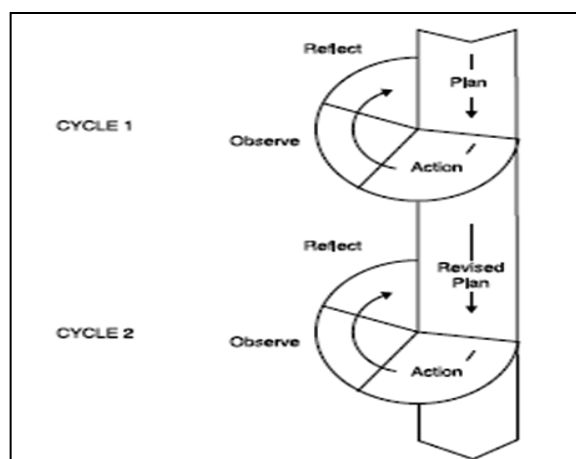 Reflect
Plan
CYCLE 1
Observe
Action
Reflect
Revised
Plan
CYCLE 2
Observe
Action